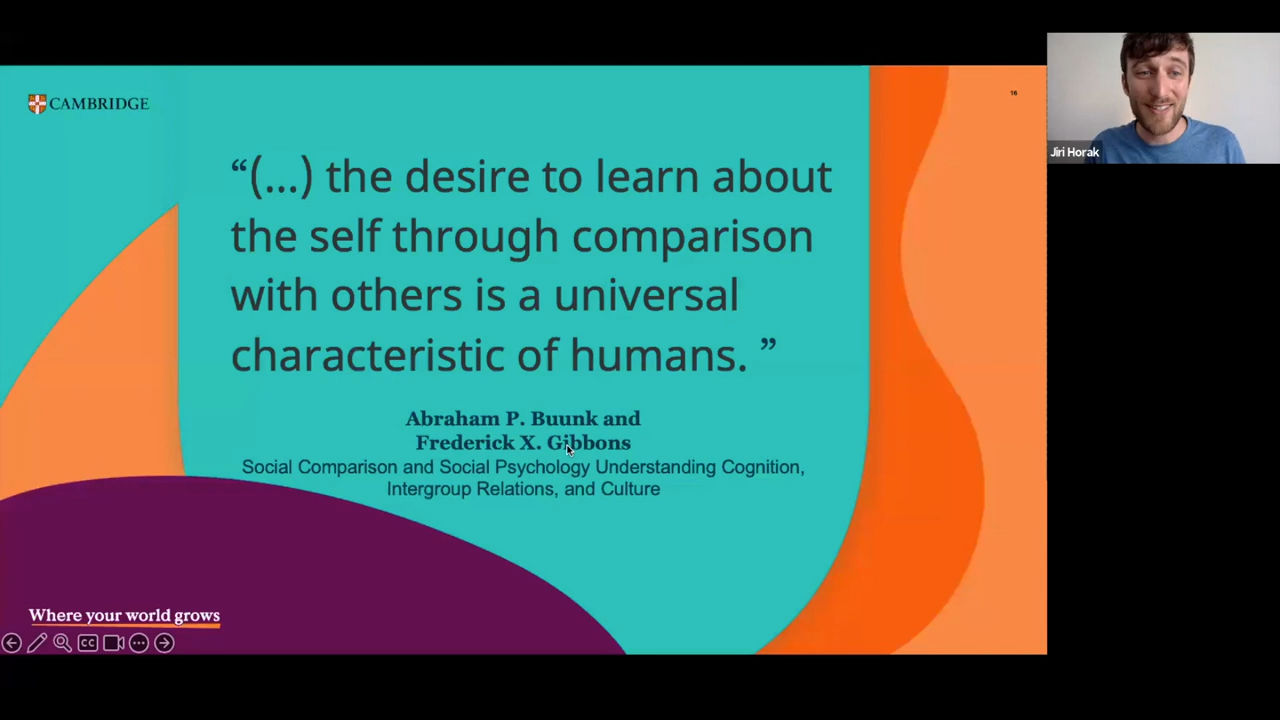 CAMBRIDGE
16
“(...) the desire to learn about
the self through comparison
with others is a universal
characteristic of humans. ”
Abraham P. Buunk and
Frederick X. Gibbons
Social Comparison and Social Psychology Understanding Cognition,
Intergroup Relations, and Culture
Where your world grows
CC
Jiri Horak